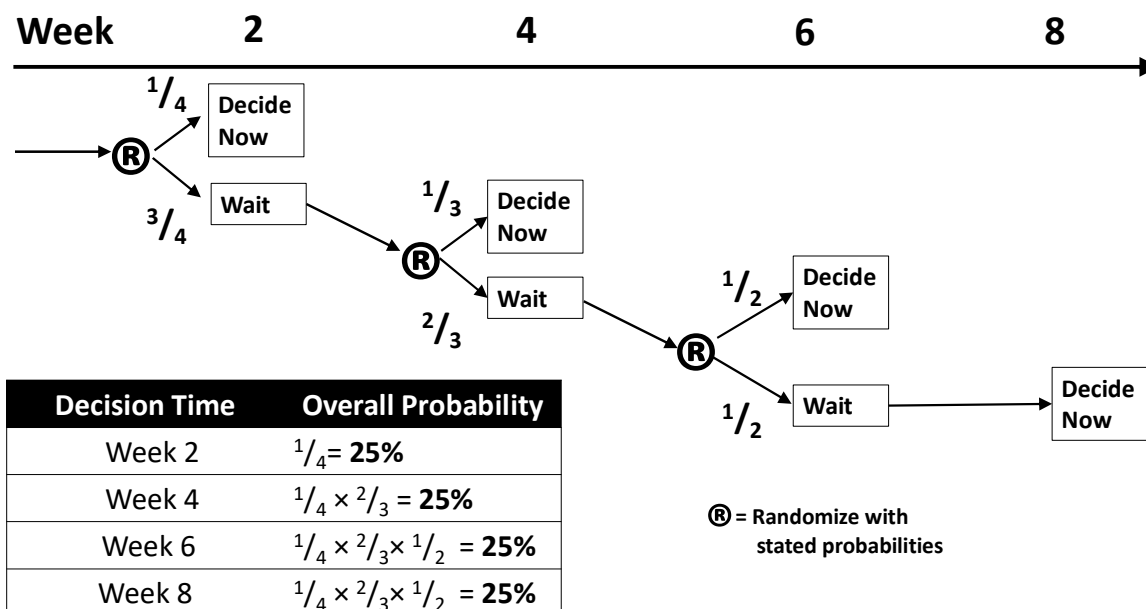 Week 2 4 6 8
1/4
Decide
Now
®
3/4
Wait
1/3
Decide
Now
®
2/3
Wait
1/2
Decide
Now
®
1/2
Wait
Decide
Now
Decision Time Overall Probability
Week 2 1/4= 25%
Week 4 1/4 × 2/3 = 25%
Week 6 1/4 × 2/3× 1/2 = 25%
Week 8 1/4 × 2/3× 1/2 = 25%
® = Randomize with
stated probabilities